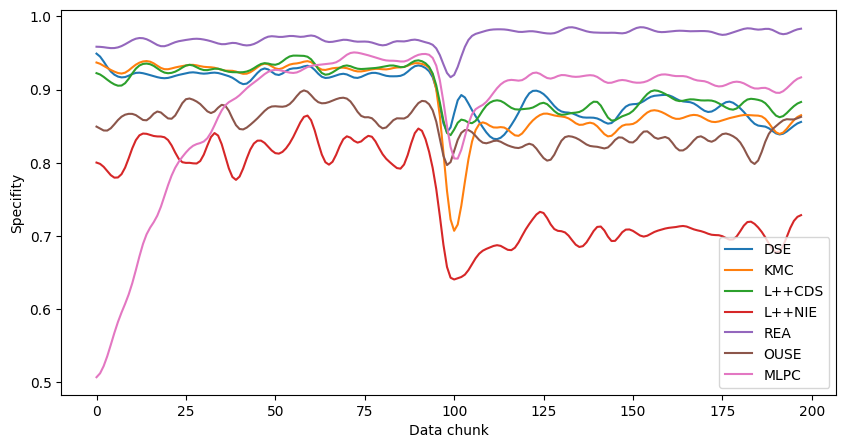 1.0
0.9
0.8
0.7
0.6
0.5
Specifity
0 25 50 75 100 125 150 175 200
Data chunk
DSE
KMC
L++CDS
L++NIE
REA
OUSE
MLPC